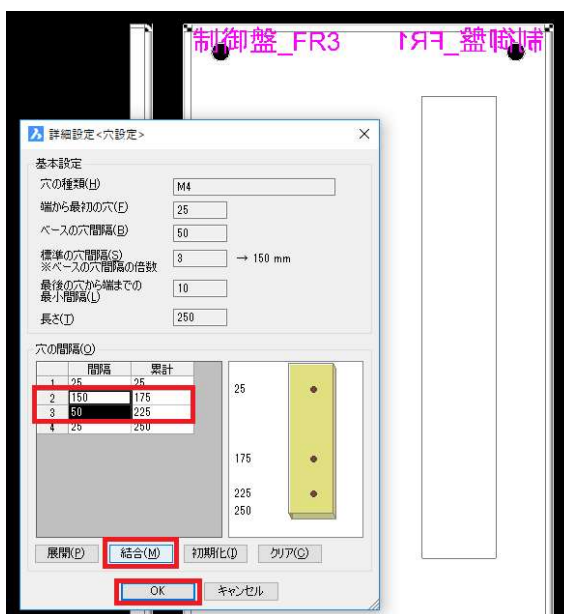 制御盤_FR3
制御盤_FR1
詳細設定<穴設定>
基本設定
穴の種類(H) M4
端から最初の穴(F) 25
ベースの穴間隔(B) 50
標準の穴間隔(S) 3 → 150 mm
※ベースの穴間隔の倍数
最後の穴から端までの 10
最小間隔(L)
長さ(T) 250
穴の間隔(O)
間隔 累計
1 25 25
2 150 175
3 50 225
4 25 250
25
175
225
250
展開(P) 結合(M) 初期化(I) クリア(C)
OK キャンセル